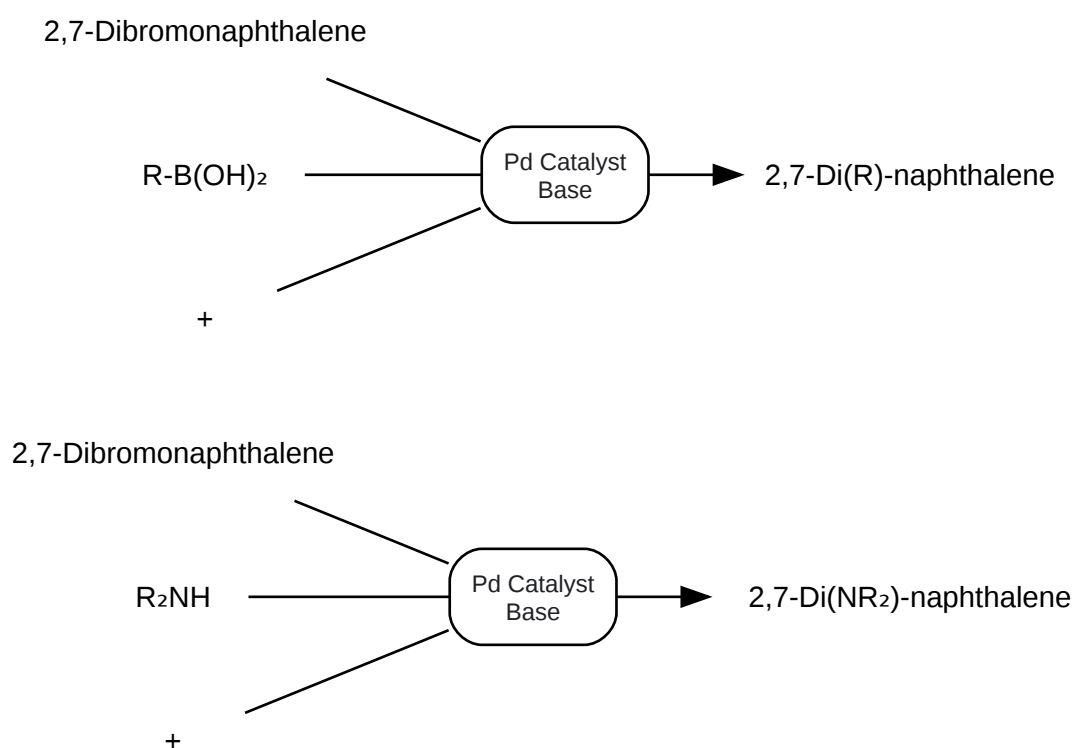 2,7-Dibromonaphthalene
R-B(OH)₂
Pd Catalyst
Base
2,7-Di(R)-naphthalene
+
2,7-Dibromonaphthalene
R₂NH
Pd Catalyst
Base
2,7-Di(NR₂)-naphthalene
+